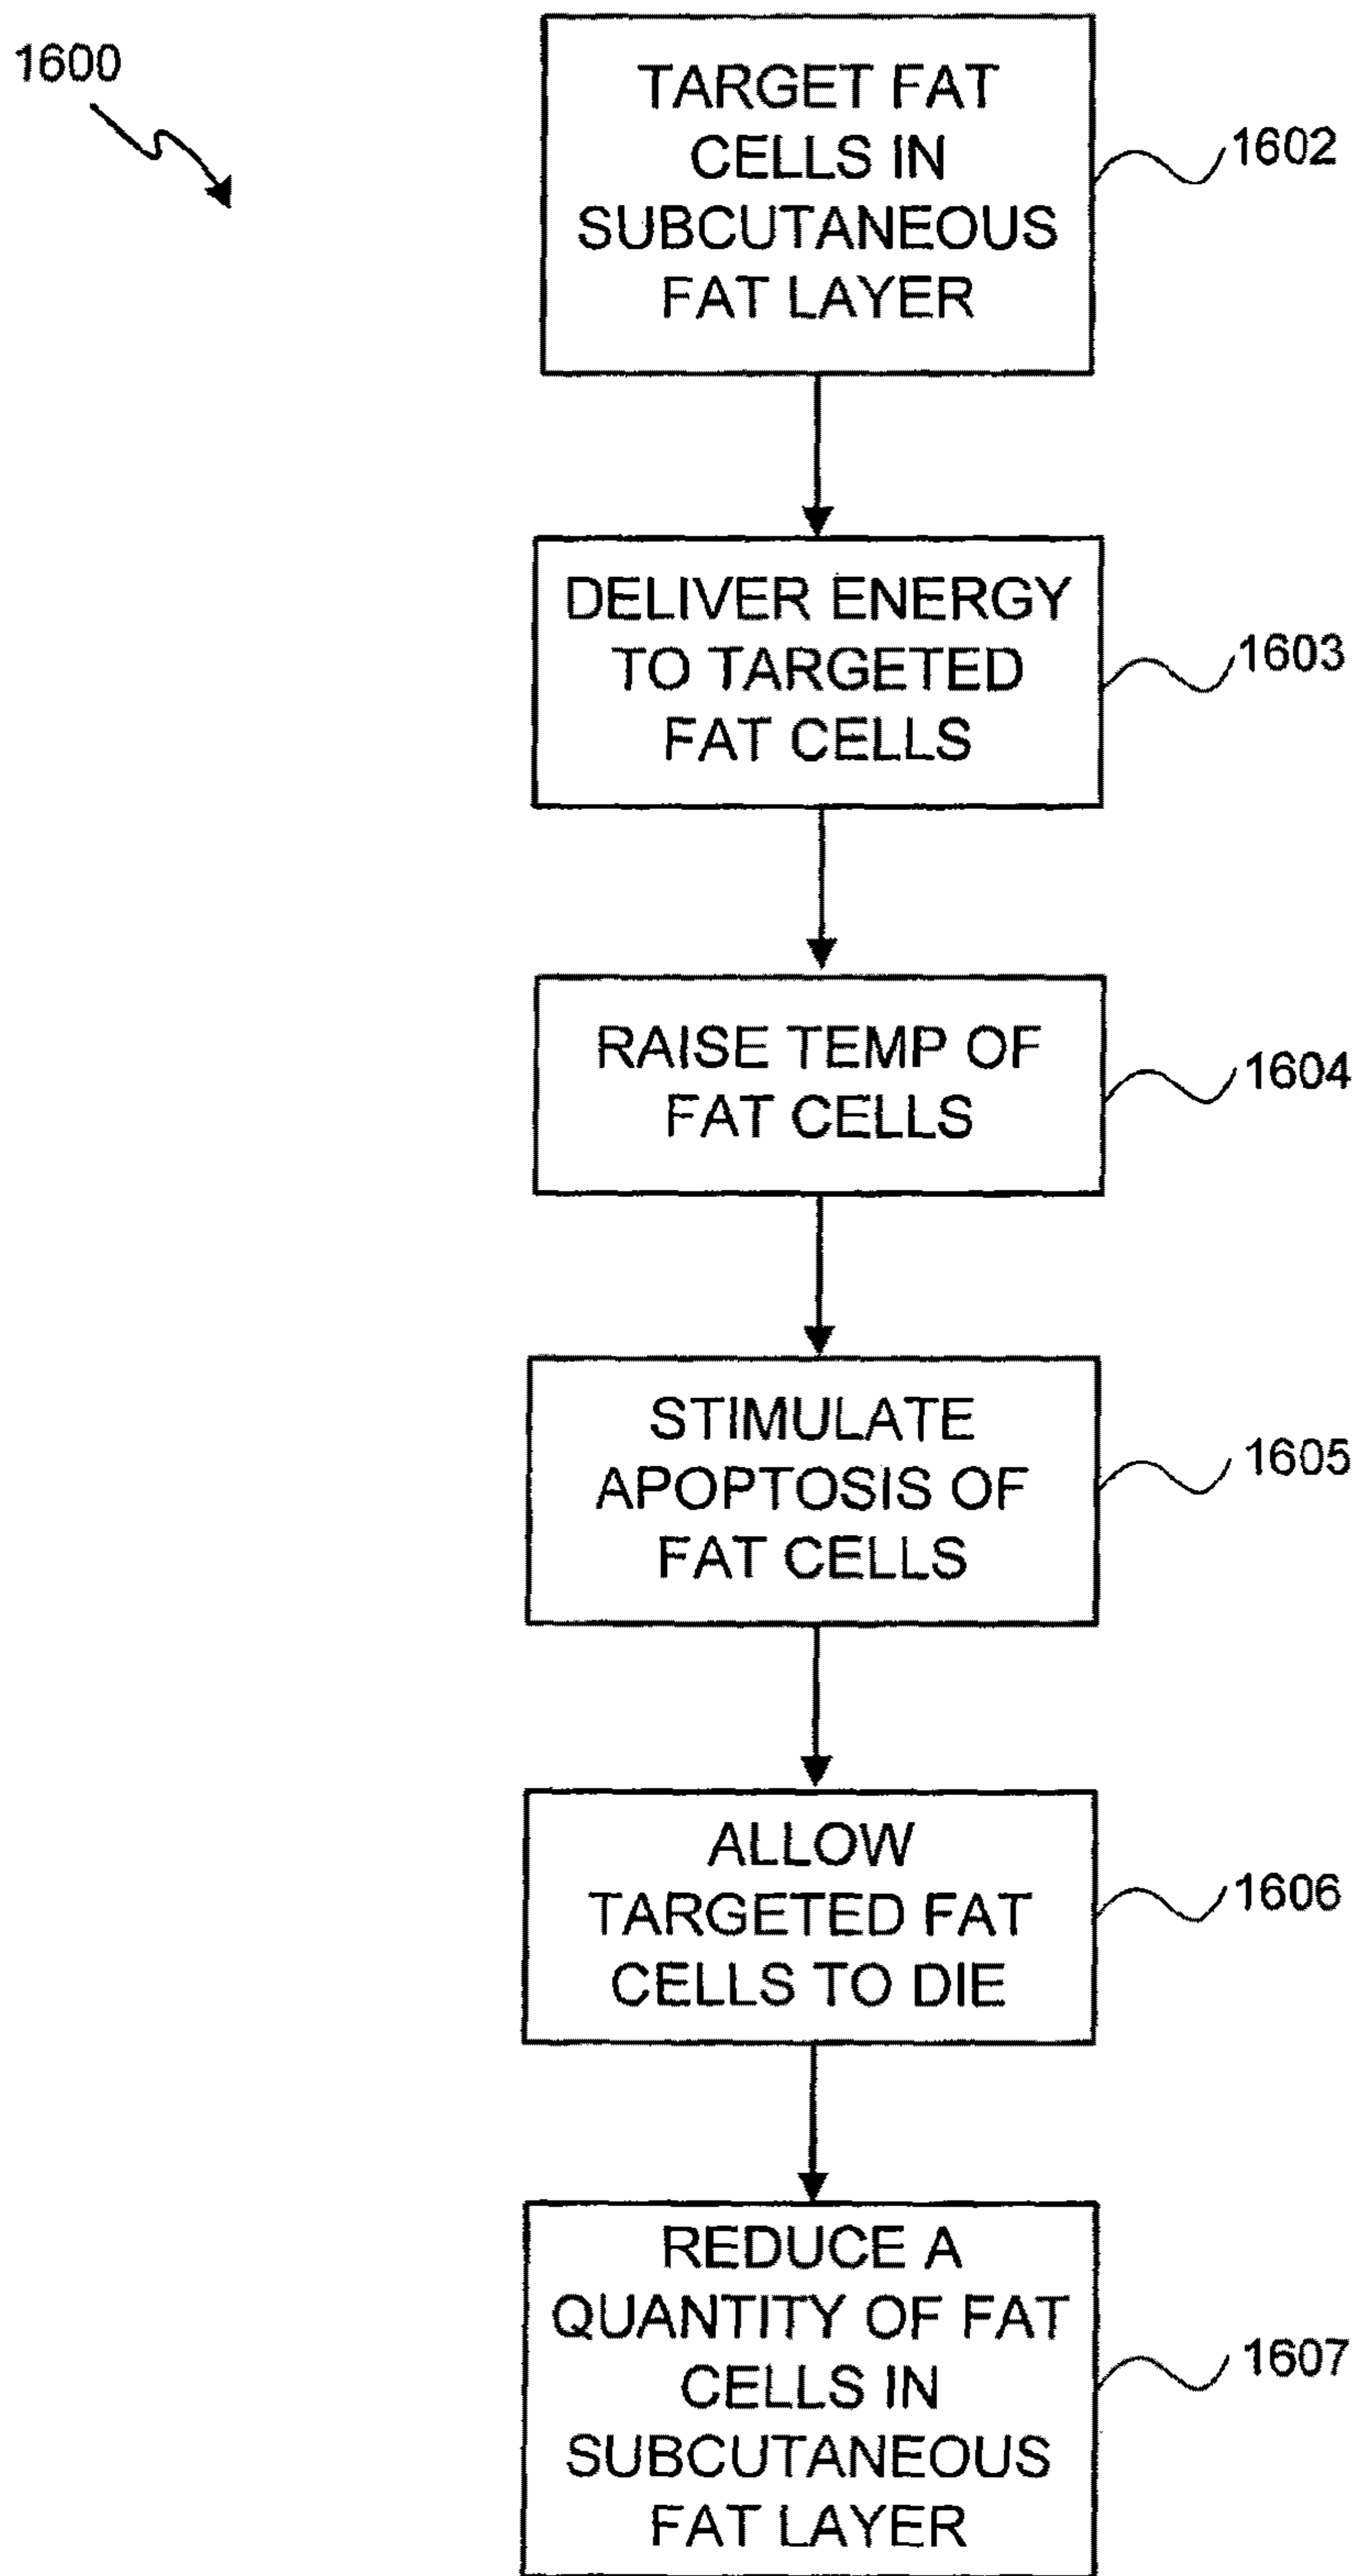 1600
TARGET FAT
CELLS IN
SUBCUTANEOUS
FAT LAYER
1602
DELIVER ENERGY
TO TARGETED
FAT CELLS
1603
RAISE TEMP OF
FAT CELLS
1604
STIMULATE
APOPTOSIS OF
FAT CELLS
1605
ALLOW
TARGETED FAT
CELLS TO DIE
1606
REDUCE A
QUANTITY OF FAT
CELLS IN
SUBCUTANEOUS
FAT LAYER
1607